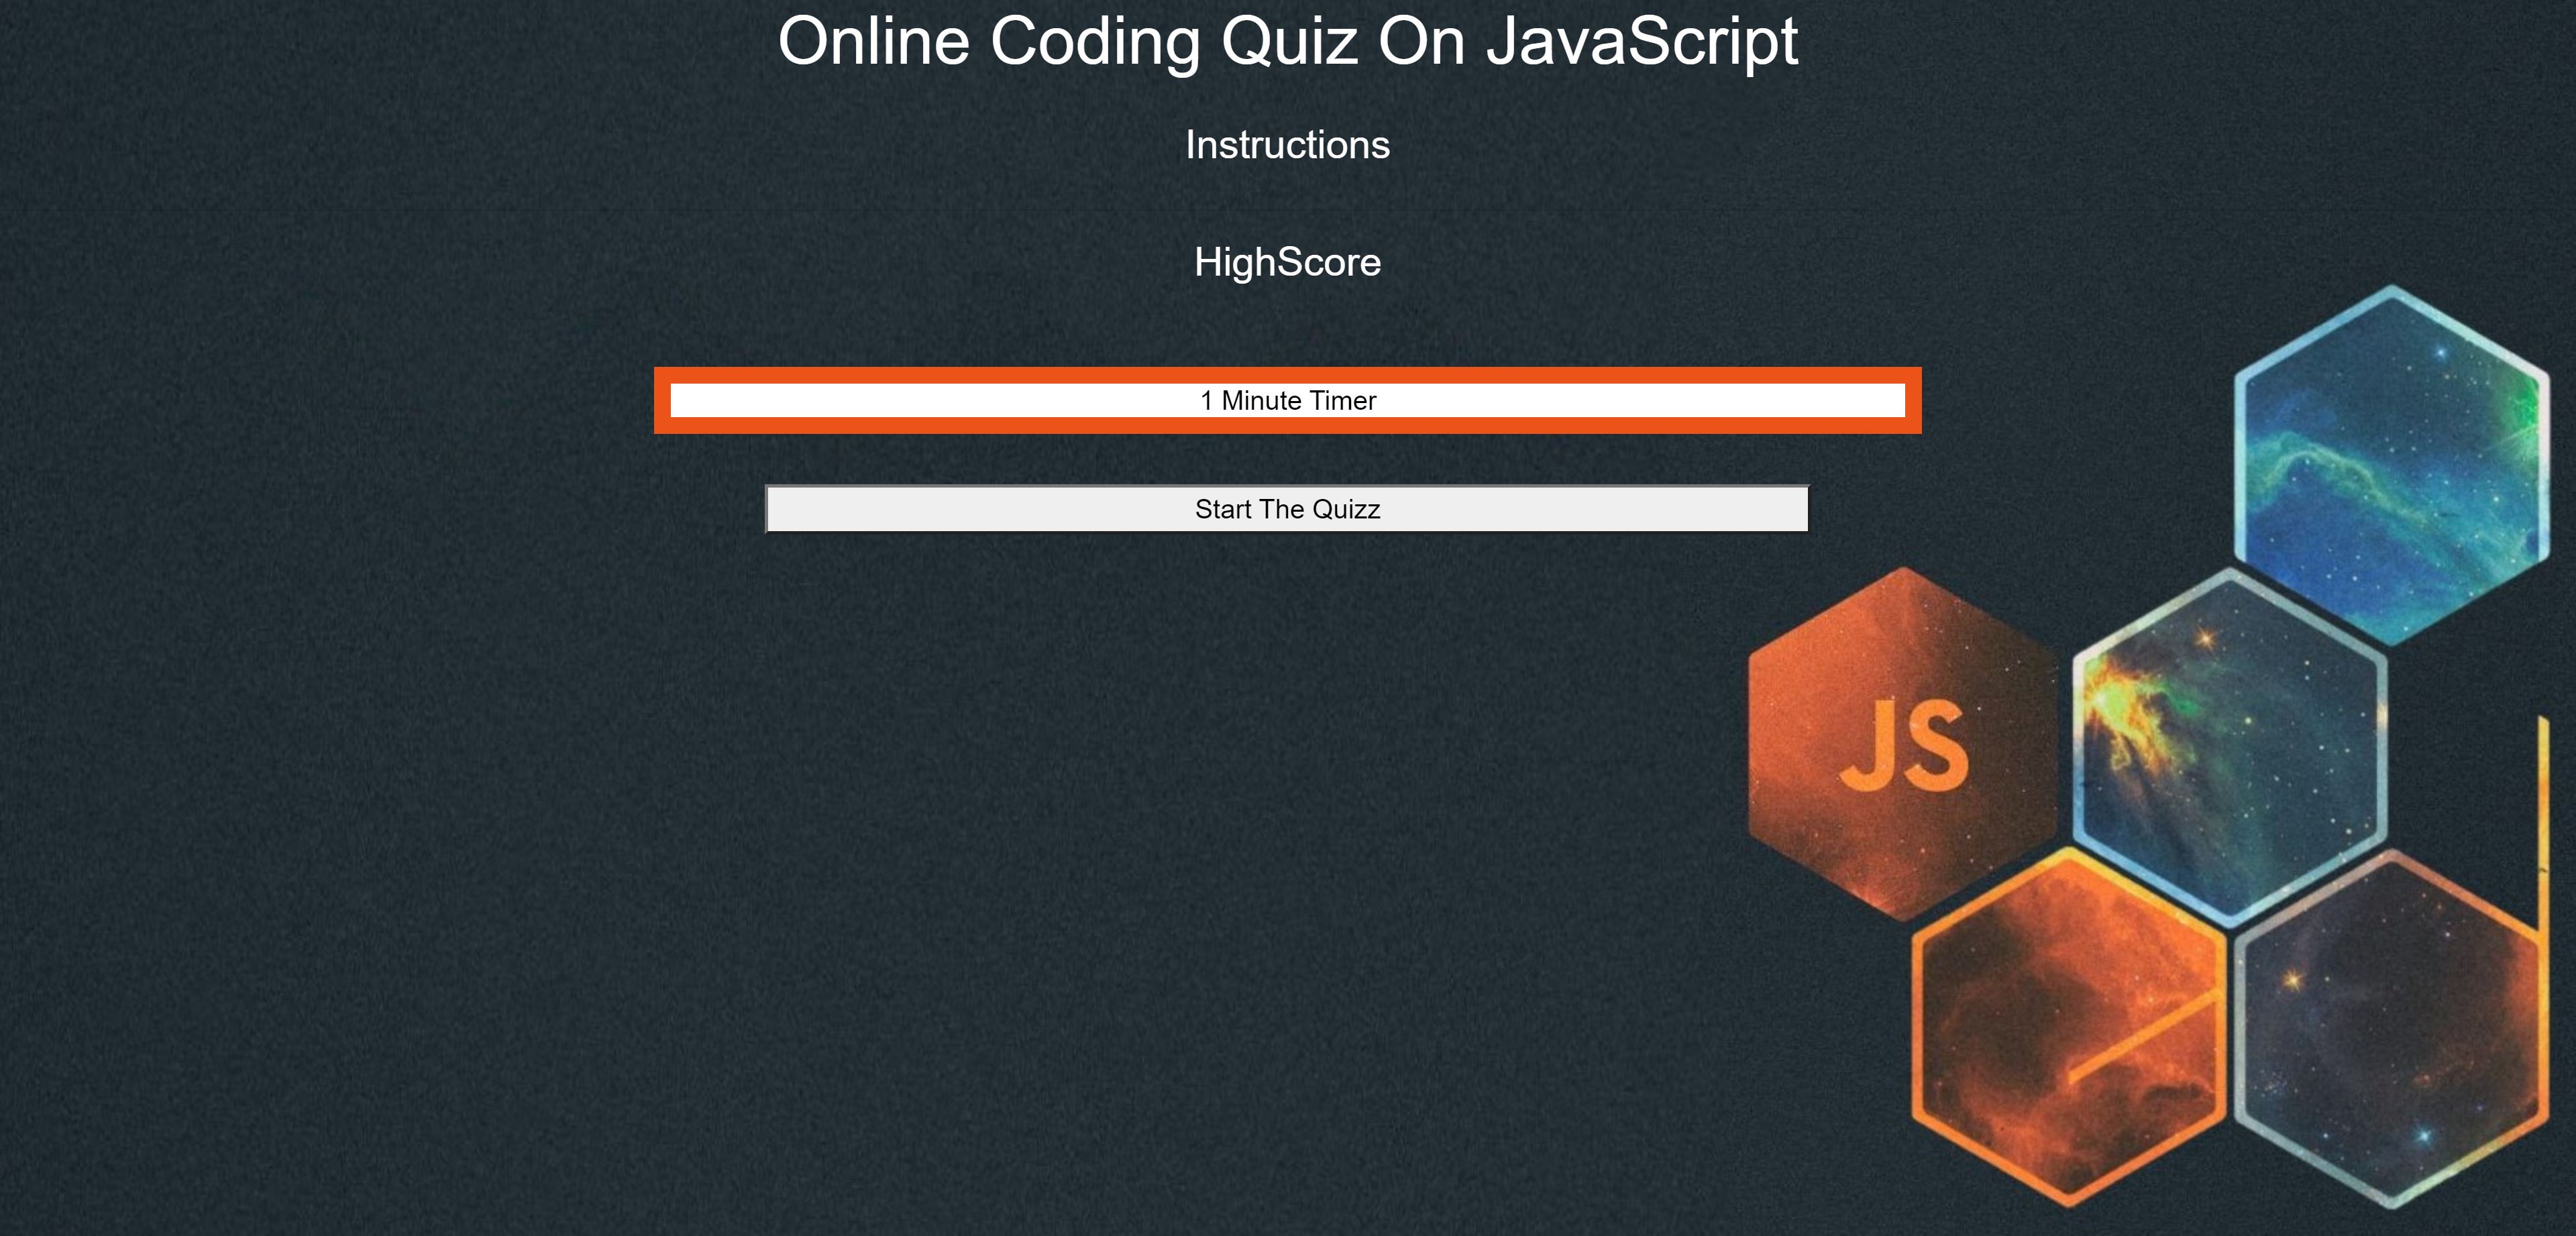 Online Coding Quiz On JavaScript
Instructions
HighScore
1 Minute Timer
Start The Quizz
JS